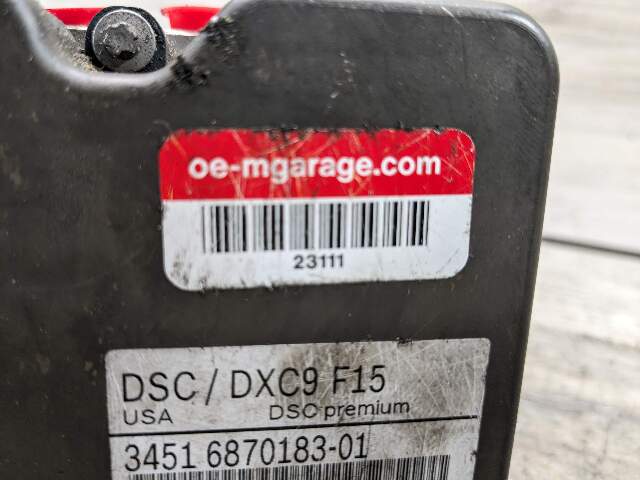 oe-mgarage.com
23111
DSC / DXC9 F15
USA DSC premium
3451 6870183-01